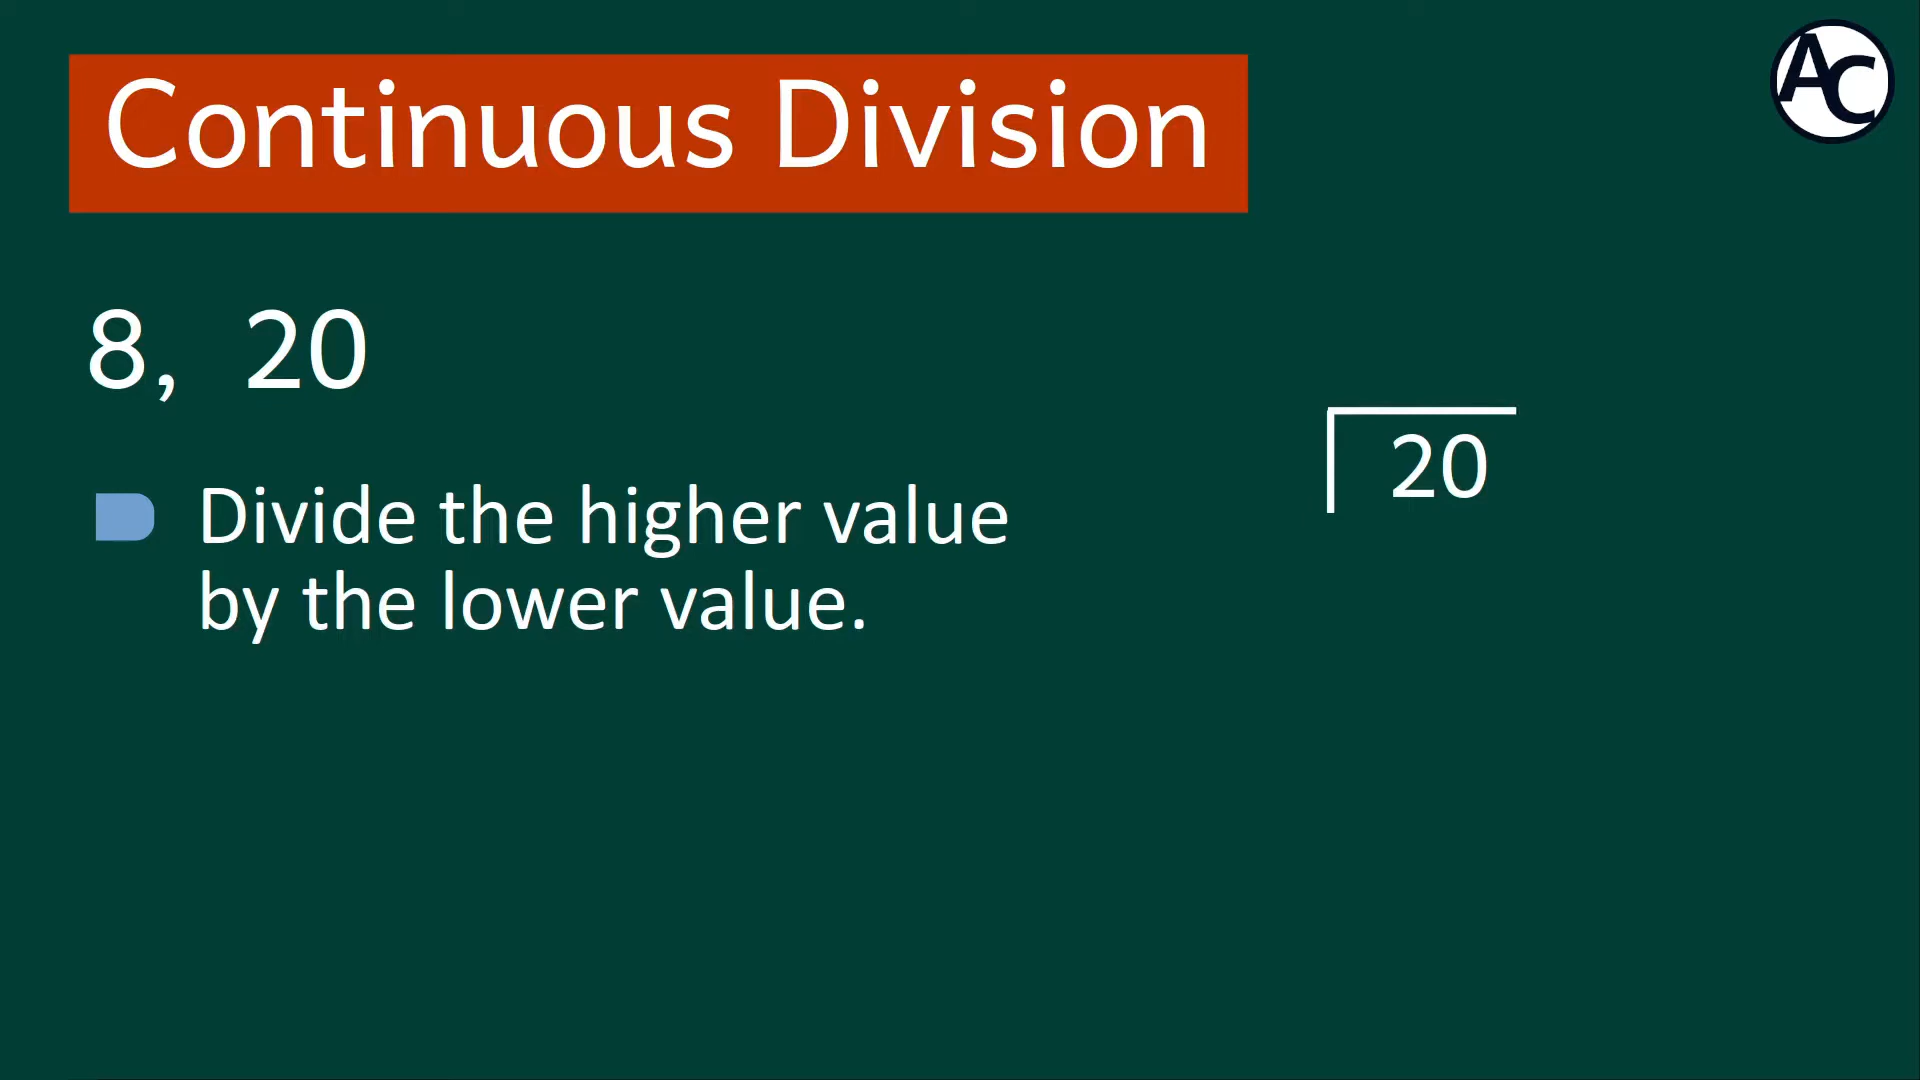 AC
Continuous Division
8, 20
20
Divide the higher value
by the lower value.